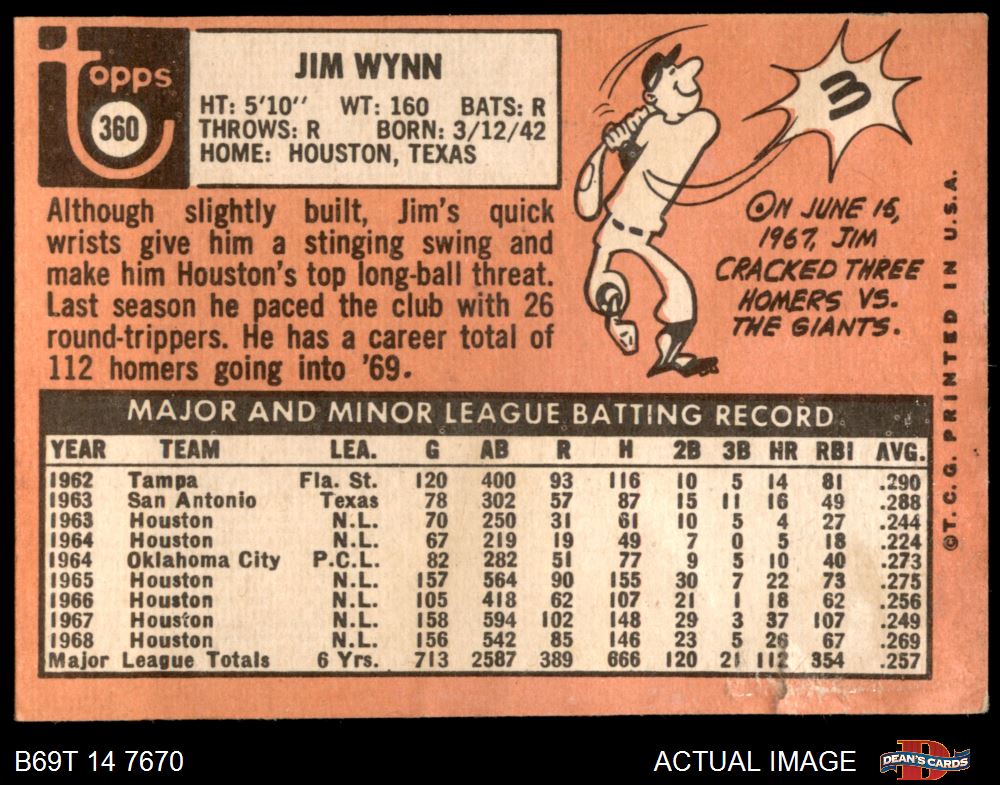 Topps
360
JIM WYNN
HT: 5'10'' WT: 160 BATS: R
THROWS: R BORN: 3/12/42
HOME: HOUSTON, TEXAS
Although slightly built, Jim's quick
wrists give him a stinging swing and
make him Houston's top long-ball threat.
Last season he paced the club with 26
round-trippers. He has a career total of
112 homers going into '69.
3
ON JUNE 16,
1967, JIM
CRACKED THREE
HOMERS VS.
THE GIANTS.
©T.C.G. PRINTED IN U.S.A.
MAJOR AND MINOR LEAGUE BATTING RECORD
YEAR TEAM LEA. G AB R H 2B 3B HR RBI AVG.
1962 Tampa Fla. St. 120 400 93 116 10 5 14 81 .290
1963 San Antonio Texas 78 302 57 87 15 11 16 49 .288
1963 Houston N.L. 70 250 31 61 10 5 4 27 .244
1964 Houston N.L. 67 219 19 49 7 0 5 18 .224
1964 Oklahoma City P.C.L. 82 282 51 77 9 5 10 40 .273
1965 Houston N.L. 157 564 90 155 30 7 22 73 .275
1966 Houston N.L. 105 418 62 107 21 1 18 62 .256
1967 Houston N.L. 158 594 102 148 29 3 37 107 .249
1968 Houston N.L. 156 542 85 146 23 5 26 67 .269
Major League Totals 6 Yrs. 713 2587 389 666 120 21 112 354 .257
B69T 14 7670
ACTUAL IMAGE
D
DEAN'S CARDS